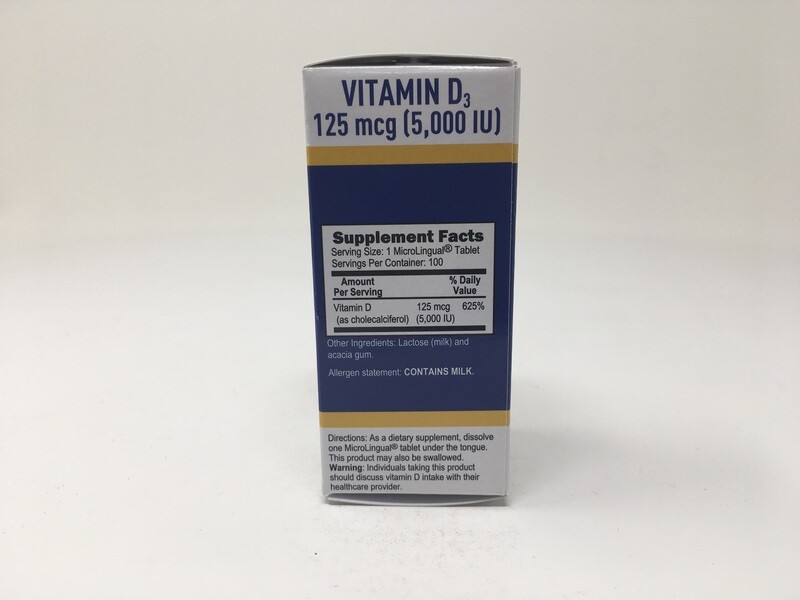 VITAMIN D3
125 mcg (5,000 IU)
Supplement Facts
Serving Size: 1 MicroLingual® Tablet
Servings Per Container: 100
Amount % Daily
Per Serving Value
Vitamin D 125 mcg 625%
(as cholecalciferol) (5,000 IU)
Other Ingredients: Lactose (milk) and
acacia gum.
Allergen statement: CONTAINS MILK.
Directions: As a dietary supplement, dissolve
one MicroLingual® tablet under the tongue.
This product may also be swallowed.
Warning: Individuals taking this product
should discuss vitamin D intake with their
healthcare provider.